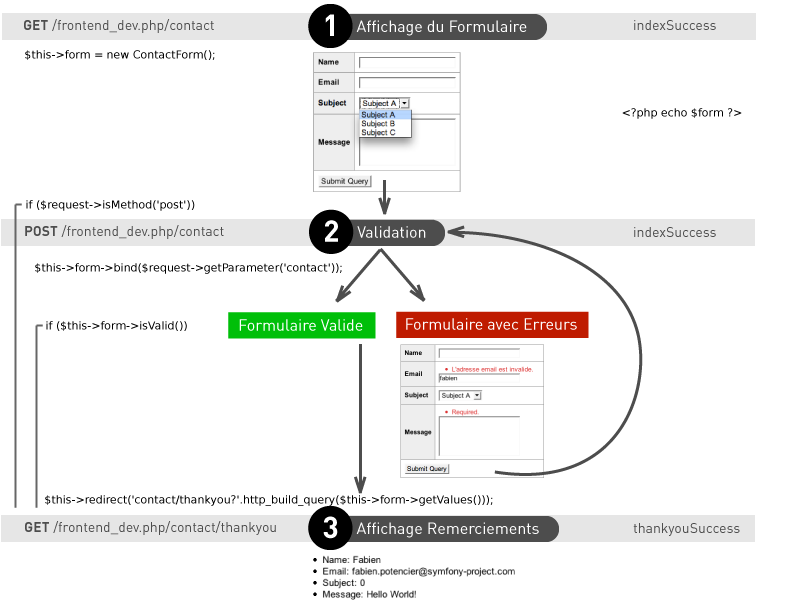 GET /frontend_dev.php/contact 1 Affichage du Formulaire indexSuccess
$this->form = new ContactForm();
Name
Email
Subject Subject A
Subject A
Subject B
Subject C
Message
Submit Query
<?php echo $form ?>
if ($request->isMethod('post'))
POST /frontend_dev.php/contact 2 Validation indexSuccess
$this->form->bind($request->getParameter('contact'));
if ($this->form->isValid())
Formulaire Valide
Formulaire avec Erreurs
Name
• L'adresse email est invalide.
Email fabien
Subject Subject A
• Required.
Message
Submit Query
$this->redirect('contact/thankyou?'.http_build_query($this->form->getValues()));
GET /frontend_dev.php/contact/thankyou 3 Affichage Remerciements thankyouSuccess
• Name: Fabien
• Email: fabien.potencier@symfony-project.com
• Subject: 0
• Message: Hello World!